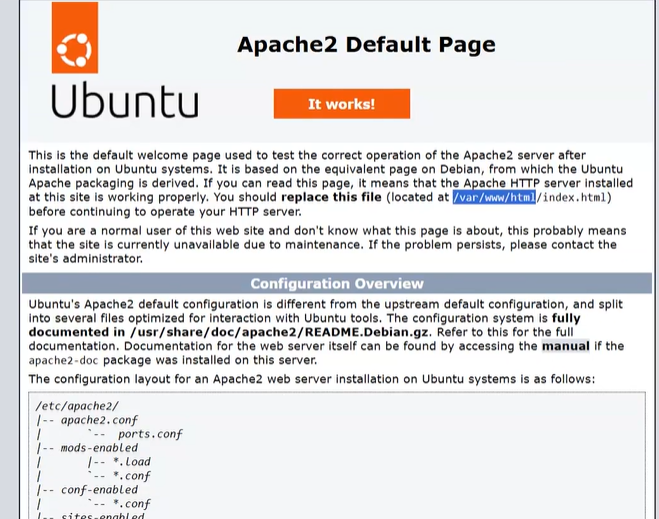 Apache2 Default Page
Ubuntu
It works!
This is the default welcome page used to test the correct operation of the Apache2 server after
installation on Ubuntu systems. It is based on the equivalent page on Debian, from which the Ubuntu
Apache packaging is derived. If you can read this page, it means that the Apache HTTP server installed
at this site is working properly. You should replace this file (located at /var/www/html/index.html)
before continuing to operate your HTTP server.
If you are a normal user of this web site and don't know what this page is about, this probably means
that the site is currently unavailable due to maintenance. If the problem persists, please contact the
site's administrator.
Configuration Overview
Ubuntu's Apache2 default configuration is different from the upstream default configuration, and split
into several files optimized for interaction with Ubuntu tools. The configuration system is fully
documented in /usr/share/doc/apache2/README.Debian.gz. Refer to this for the full
documentation. Documentation for the web server itself can be found by accessing the manual if the
apache2-doc package was installed on this server.
The configuration layout for an Apache2 web server installation on Ubuntu systems is as follows:
/etc/apache2/
|-- apache2.conf
|       `--  ports.conf
|-- mods-enabled
|       |-- *.load
|       `-- *.conf
|-- conf-enabled
|       `-- *.conf
|-- sites-enabled